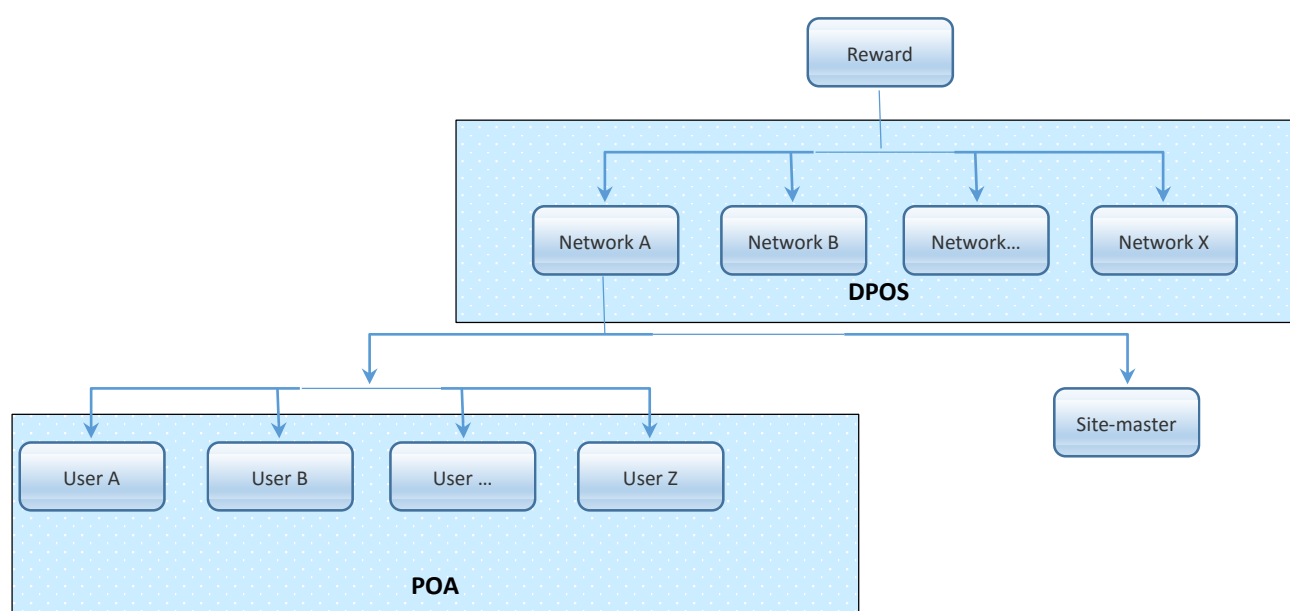 Reward
Network A
Network B
Network...
Network X
DPOS
Site-master
User A
User B
User ...
User Z
POA